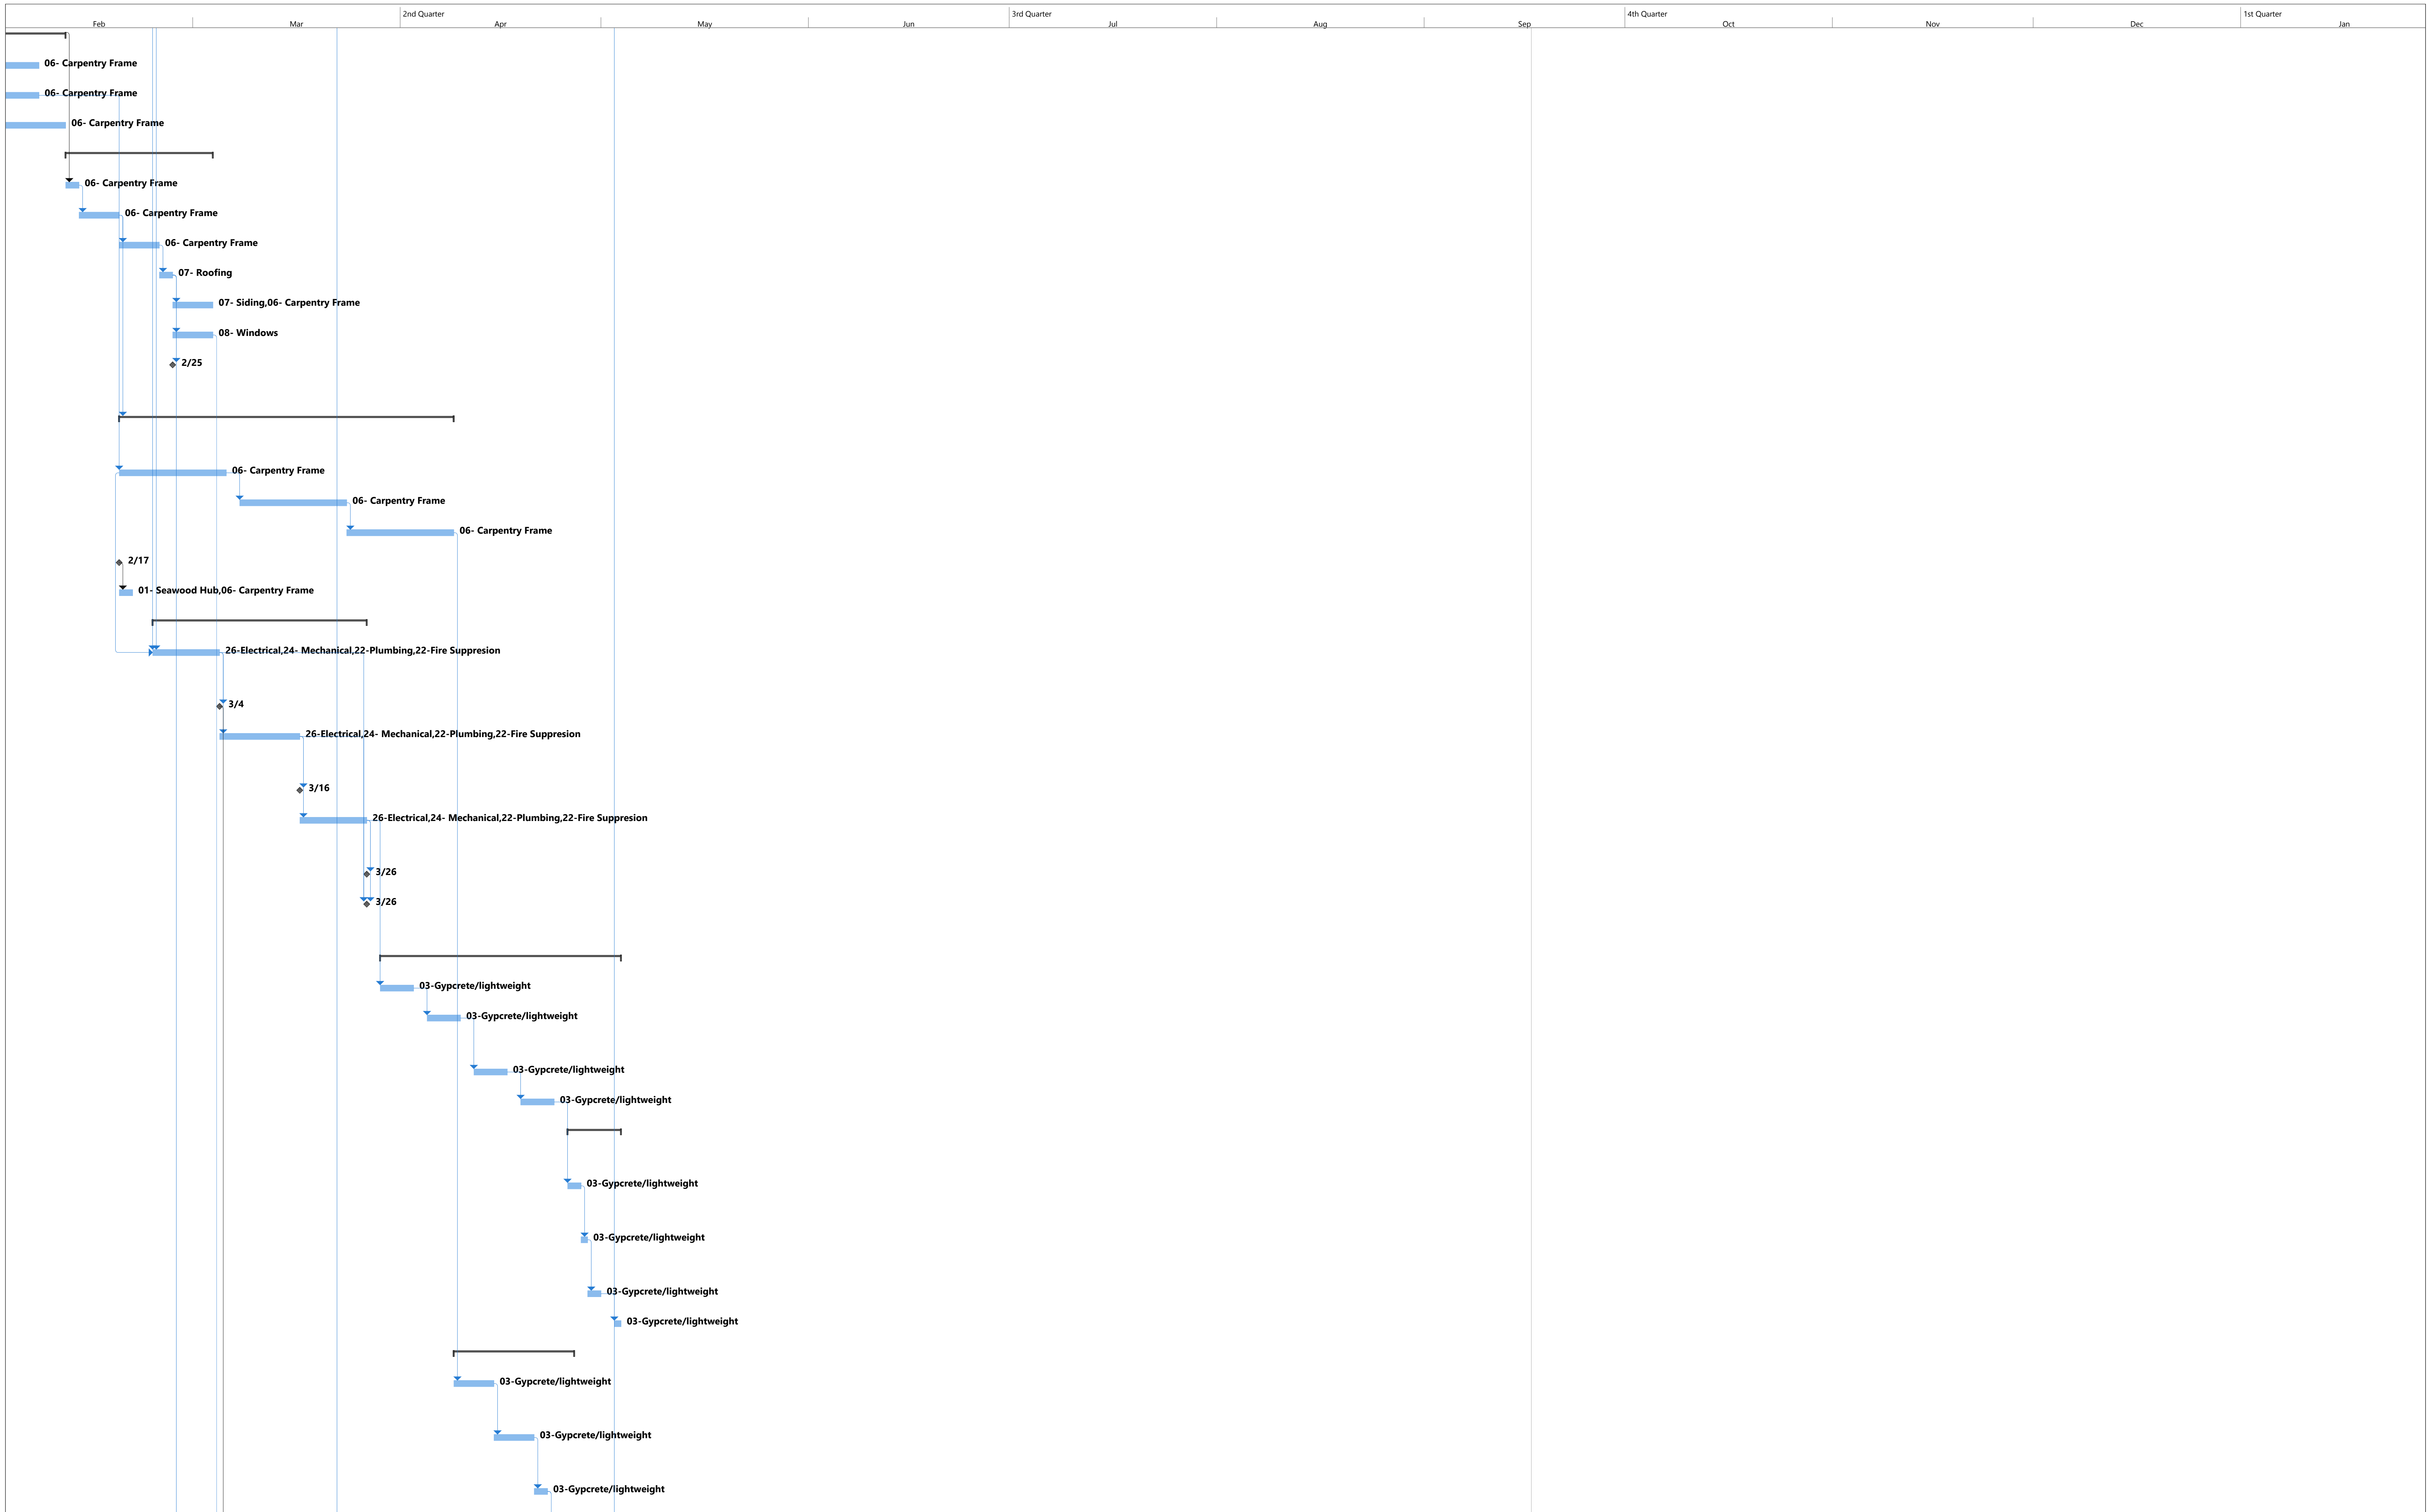 2nd Quarter 3rd Quarter 4th Quarter 1st Quarter
Feb Mar Apr May Jun Jul Aug Sep Oct Nov Dec Jan
06- Carpentry Frame
06- Carpentry Frame
06- Carpentry Frame
06- Carpentry Frame
06- Carpentry Frame
06- Carpentry Frame
07- Roofing
07- Siding,06- Carpentry Frame
08- Windows
2/25
06- Carpentry Frame
06- Carpentry Frame
06- Carpentry Frame
2/17
01- Seawood Hub,06- Carpentry Frame
26-Electrical,24- Mechanical,22-Plumbing,22-Fire Suppresion
3/4
26-Electrical,24- Mechanical,22-Plumbing,22-Fire Suppresion
3/16
26-Electrical,24- Mechanical,22-Plumbing,22-Fire Suppresion
3/26
3/26
03-Gypcrete/lightweight
03-Gypcrete/lightweight
03-Gypcrete/lightweight
03-Gypcrete/lightweight
03-Gypcrete/lightweight
03-Gypcrete/lightweight
03-Gypcrete/lightweight
03-Gypcrete/lightweight
03-Gypcrete/lightweight
03-Gypcrete/lightweight
03-Gypcrete/lightweight